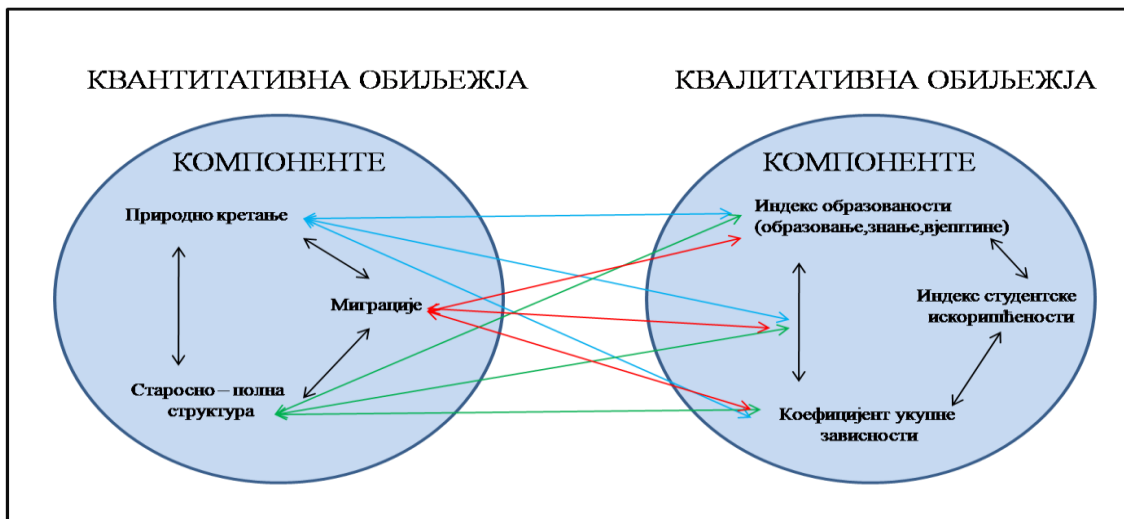 КВАНТИТАТИВНА ОБИЉЕЖЈА
КОМПОНЕНТЕ
Природно кретање
Миграције
Старосно – полна
структура
КВАЛИТАТИВНА ОБИЉЕЖЈА
КОМПОНЕНТЕ
Индекс образованости
(образовање,знање,вјештине)
Индекс студентске
искоришћености
Коефицијент укупне
зависности